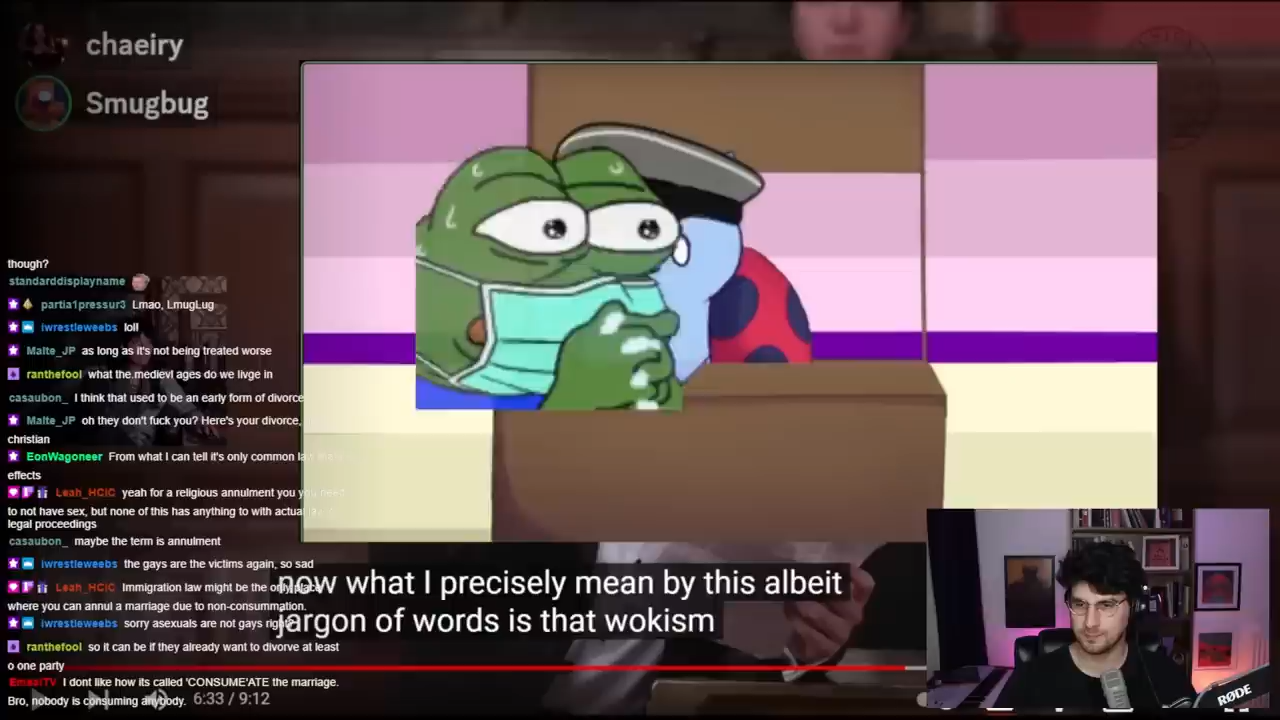 chaeiry
Smugbug
though?
standarddisplayname
partia1pressur3 Lmao, LmugLug
iwrestleweebs loll
Malte_JP as long as it's not being treated worse
ranthefool what the medievl ages do we livge in
casaubon_ I think that used to be an early form of divorce
Malte_JP oh they don't fuck you? Here's your divorce,
christian
EonWagoneer From what I can tell it's only common law
effects
Leah_HCIC yeah for a religious annulment you you need
to not have sex, but none of this has anything to with actual
legal proceedings
casaubon_ maybe the term is annulment
iwrestleweebs the gays are the victims again, so sad
Leah_HCIC Immigration law might be the only place
where you can annul a marriage due to non-consummation.
iwrestleweebs sorry asexuals are not gays right
ranthefool so it can be if they already want to divorve at least
o one party
EmaziTV I dont like how its called 'CONSUME'ATE the marriage.
Bro, nobody is consuming anybody.
now what I precisely mean by this albeit
jargon of words is that wokism
6:33 / 9:12
RØDE